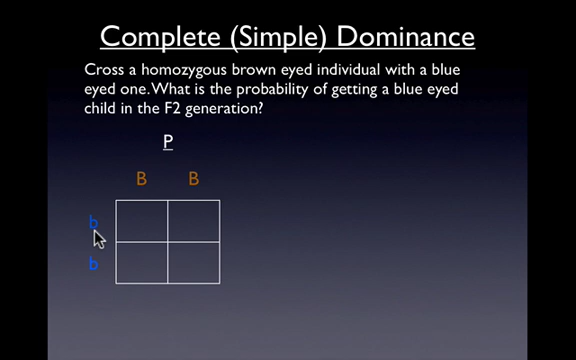 Complete (Simple) Dominance
Cross a homozygous brown eyed individual with a blue
eyed one. What is the probability of getting a blue eyed
child in the F2 generation?
P
B B
b
b